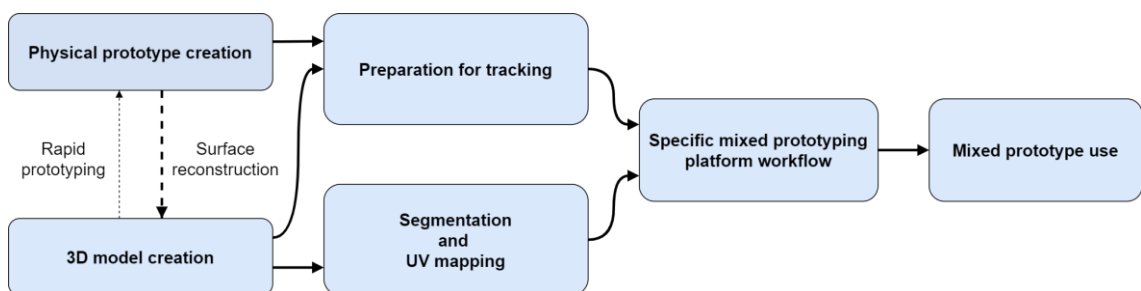 Physical prototype creation
Preparation for tracking
Rapid
prototyping
Surface
reconstruction
3D model creation
Segmentation
and
UV mapping
Specific mixed prototyping
platform workflow
Mixed prototype use